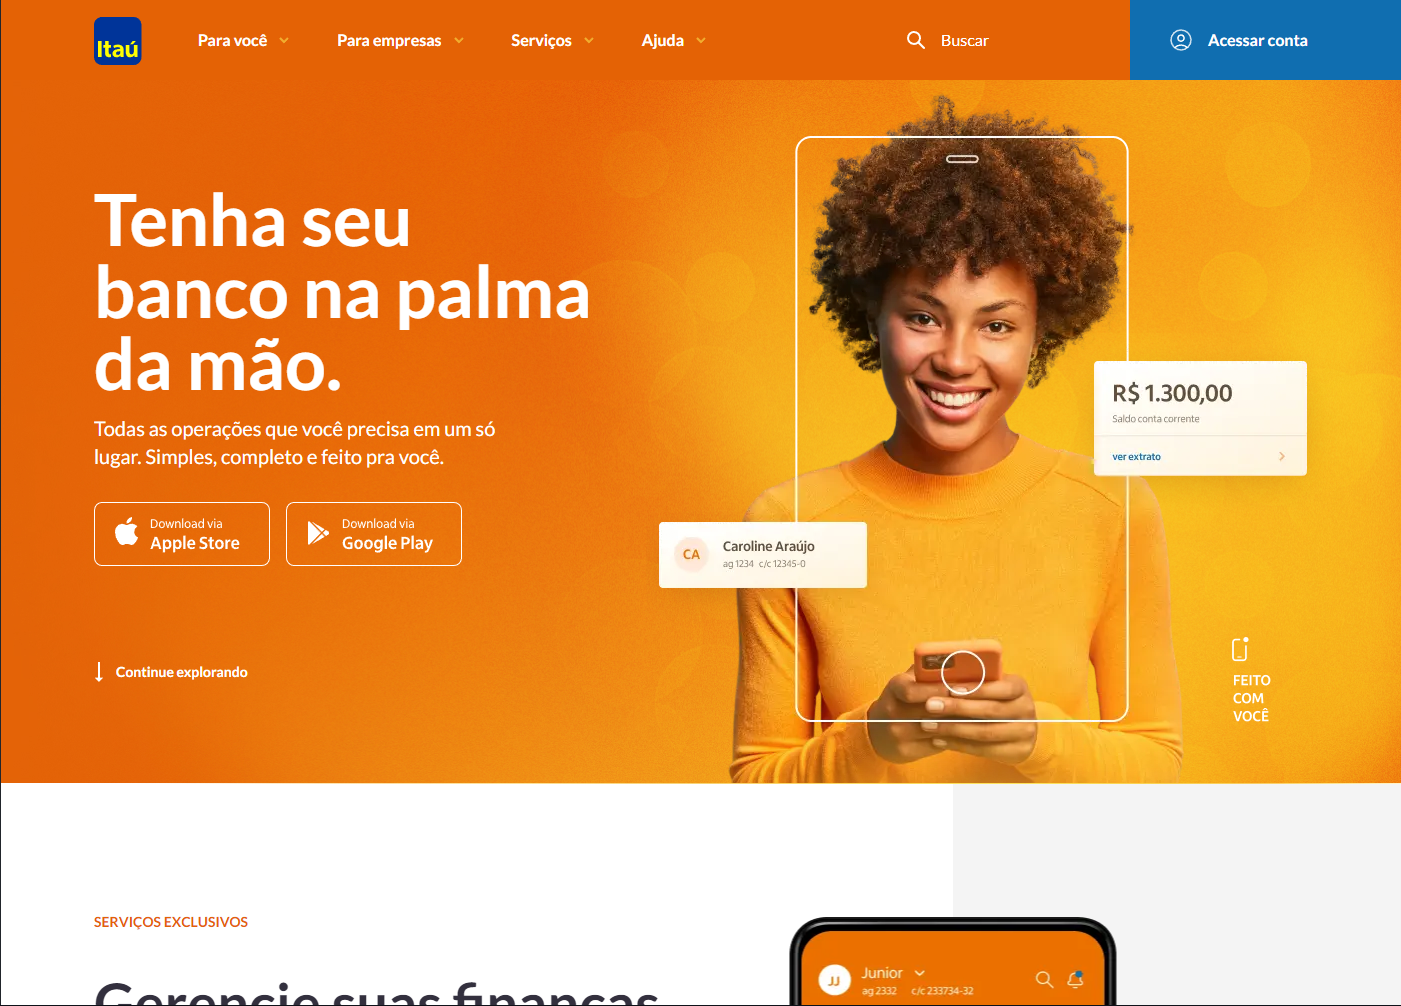 Itaú
Para você
Para empresas
Serviços
Ajuda
Buscar
Acessar conta
Tenha seu
banco na palma
da mão.
Todas as operações que você precisa em um só
lugar. Simples, completo e feito pra você.
Download via
Apple Store
Download via
Google Play
Continue explorando
R$ 1.300,00
Saldo conta corrente
ver extrato
CA
Caroline Araújo
ag 1234 c/c 12345-0
FEITO
COM
VOCÊ
SERVIÇOS EXCLUSIVOS
Gerencie suas finanças
JJ
Junior
ag 2332 c/c 233734-32